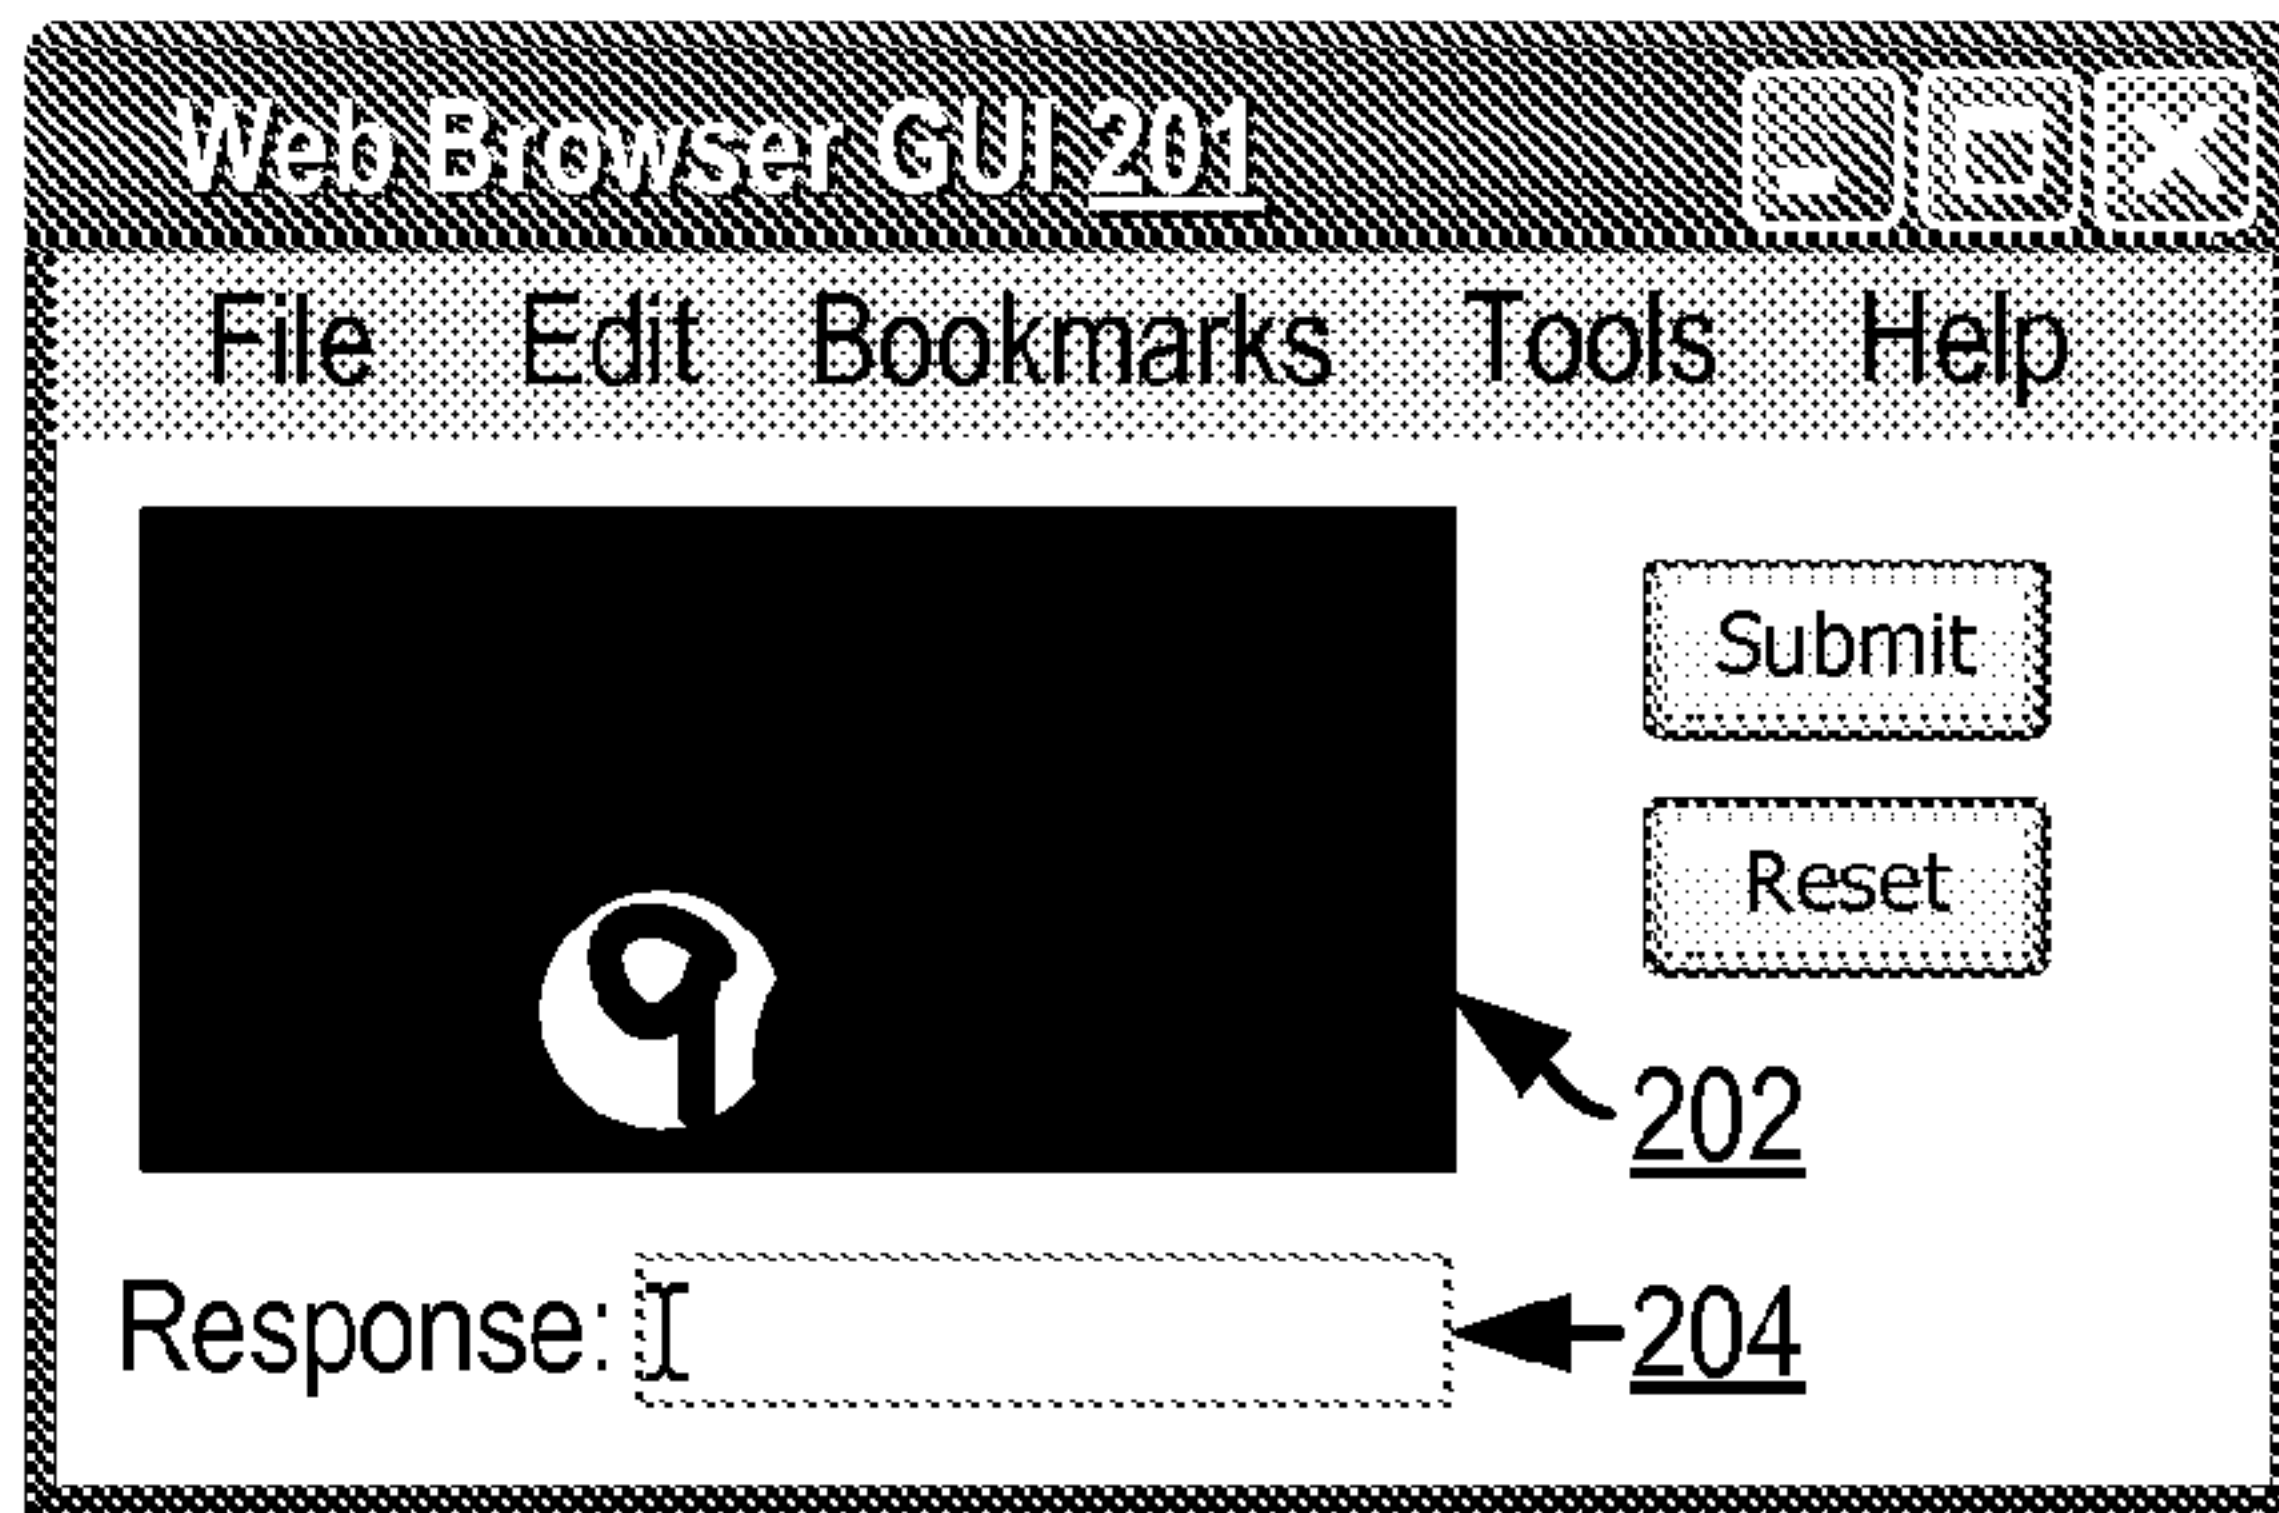 Web Browser GUI 201
File Edit Bookmarks Tools Help
Submit
Reset
202
Response:
204